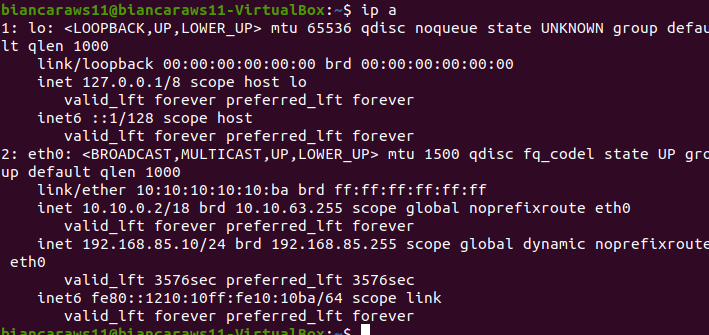 biancaraws11@biancaraws11-VirtualBox:~$ ip a
1: lo: <LOOPBACK,UP,LOWER_UP> mtu 65536 qdisc noqueue state UNKNOWN group defau
lt qlen 1000
    link/loopback 00:00:00:00:00:00 brd 00:00:00:00:00:00
    inet 127.0.0.1/8 scope host lo
       valid_lft forever preferred_lft forever
    inet6 ::1/128 scope host
       valid_lft forever preferred_lft forever
2: eth0: <BROADCAST,MULTICAST,UP,LOWER_UP> mtu 1500 qdisc fq_codel state UP gro
up default qlen 1000
    link/ether 10:10:10:10:10:ba brd ff:ff:ff:ff:ff:ff
    inet 10.10.0.2/18 brd 10.10.63.255 scope global noprefixroute eth0
       valid_lft forever preferred_lft forever
    inet 192.168.85.10/24 brd 192.168.85.255 scope global dynamic noprefixroute
 eth0
       valid_lft 3576sec preferred_lft 3576sec
    inet6 fe80::1210:10ff:fe10:10ba/64 scope link
       valid_lft forever preferred_lft forever
biancaraws11@biancaraws11-VirtualBox:~$